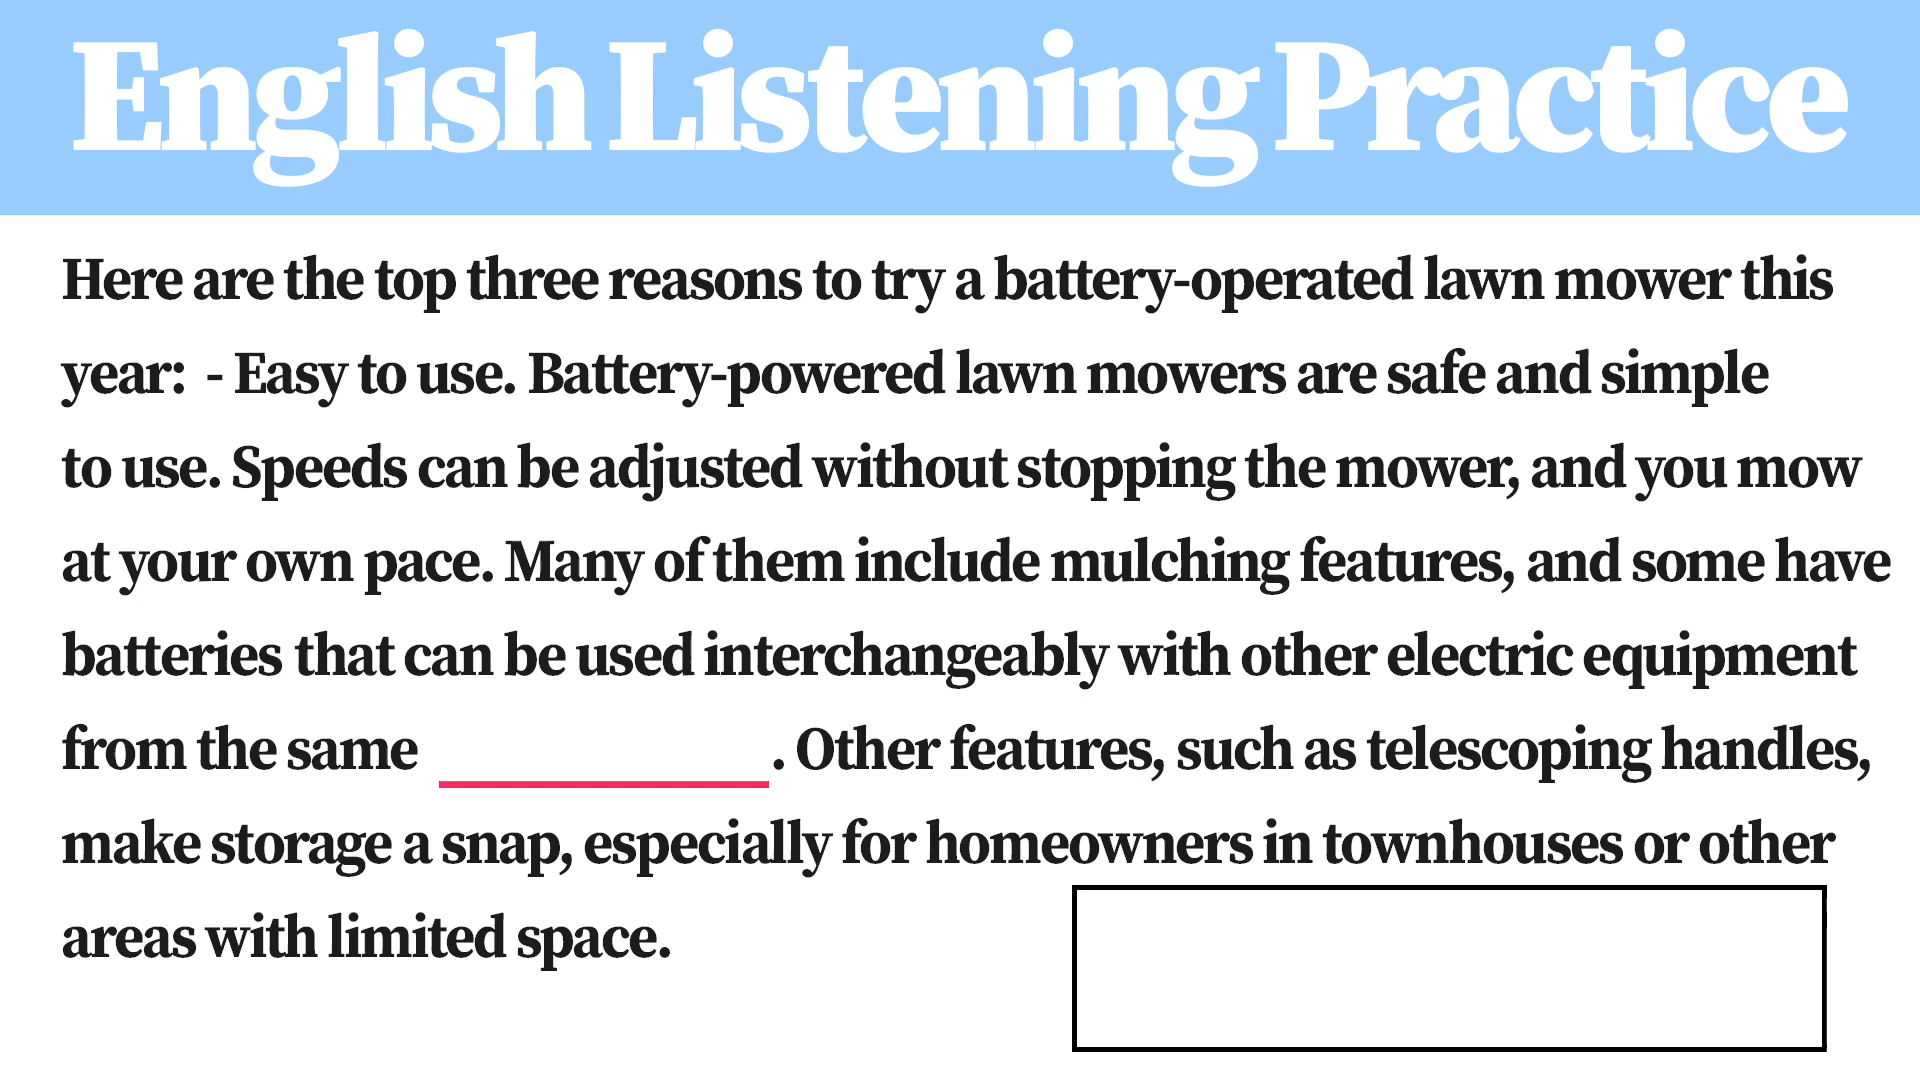 English Listening Practice
Here are the top three reasons to try a battery-operated lawn mower this
year:  - Easy to use. Battery-powered lawn mowers are safe and simple
to use. Speeds can be adjusted without stopping the mower, and you mow
at your own pace. Many of them include mulching features, and some have
batteries that can be used interchangeably with other electric equipment
from the same . Other features, such as telescoping handles,
make storage a snap, especially for homeowners in townhouses or other
areas with limited space.